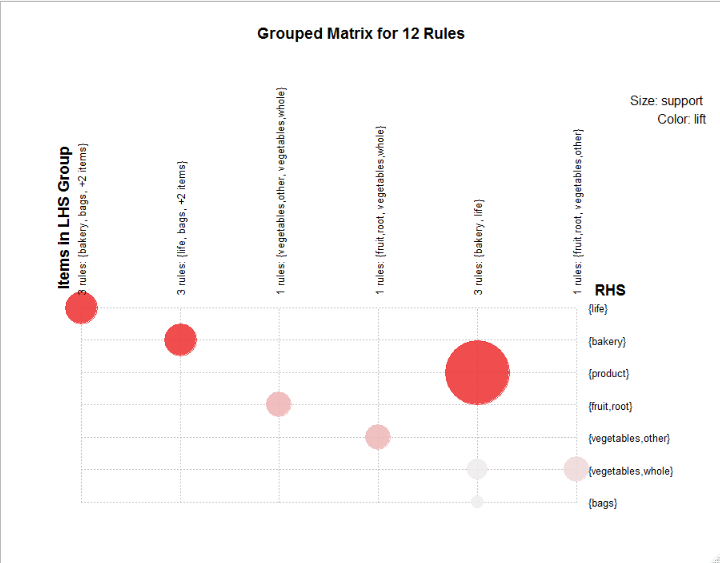 Grouped Matrix for 12 Rules
Size: support
Color: lift
Items in LHS Group
3 rules: {bakery, bags, +2 items}
3 rules: {life, bags, +2 items}
1 rules: {vegetables,other, vegetables,whole}
1 rules: {fruit,root, vegetables,whole}
3 rules: {bakery, life}
1 rules: {fruit,root, vegetables,other}
RHS
{life}
{bakery}
{product}
{fruit,root}
{vegetables,other}
{vegetables,whole}
{bags}